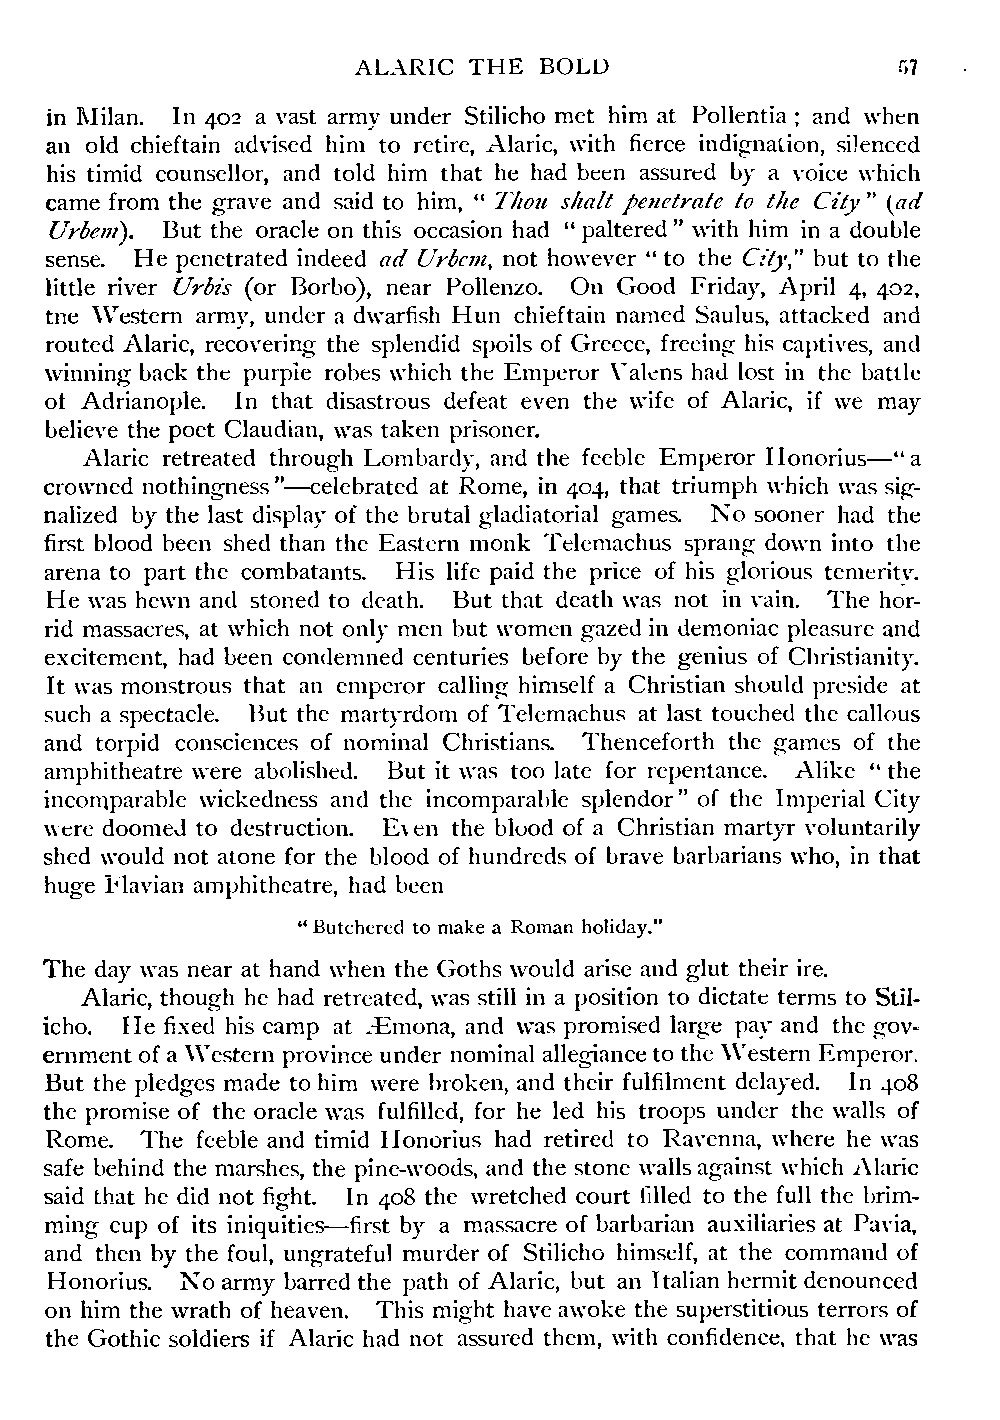 ALARIC THE BOLD 57
in Milan. In 402 a vast army under Stilicho met him at Pollentia; and when
an old chieftain advised him to retire, Alaric, with fierce indignation, silenced
his timid counsellor, and told him that he had been assured by a voice which
came from the grave and said to him, “ Thou shalt penetrate to the City ” (ad
Urbem). But the oracle on this occasion had “ paltered ” with him in a double
sense. He penetrated indeed ad Urbem, not however “ to the City,” but to the
little river Urbis (or Borbo), near Pollenzo. On Good Friday, April 4, 402,
tne Western army, under a dwarfish Hun chieftain named Saulus, attacked and
routed Alaric, recovering the splendid spoils of Greece, freeing his captives, and
winning back the purple robes which the Emperor Valens had lost in the battle
of Adrianople. In that disastrous defeat even the wife of Alaric, if we may
believe the poet Claudian, was taken prisoner.
Alaric retreated through Lombardy, and the feeble Emperor Honorius—“ a
crowned nothingness ”—celebrated at Rome, in 404, that triumph which was sig-
nalized by the last display of the brutal gladiatorial games. No sooner had the
first blood been shed than the Eastern monk Telemachus sprang down into the
arena to part the combatants. His life paid the price of his glorious temerity.
He was hewn and stoned to death. But that death was not in vain. The hor-
rid massacres, at which not only men but women gazed in demoniac pleasure and
excitement, had been condemned centuries before by the genius of Christianity.
It was monstrous that an emperor calling himself a Christian should preside at
such a spectacle. But the martyrdom of Telemachus at last touched the callous
and torpid consciences of nominal Christians. Thenceforth the games of the
amphitheatre were abolished. But it was too late for repentance. Alike “ the
incomparable wickedness and the incomparable splendor ” of the Imperial City
were doomed to destruction. Even the blood of a Christian martyr voluntarily
shed would not atone for the blood of hundreds of brave barbarians who, in that
huge Flavian amphitheatre, had been
“ Butchered to make a Roman holiday.”
The day was near at hand when the Goths would arise and glut their ire.
Alaric, though he had retreated, was still in a position to dictate terms to Stil-
icho. He fixed his camp at Æmona, and was promised large pay and the gov-
ernment of a Western province under nominal allegiance to the Western Emperor.
But the pledges made to him were broken, and their fulfilment delayed. In 408
the promise of the oracle was fulfilled, for he led his troops under the walls of
Rome. The feeble and timid Honorius had retired to Ravenna, where he was
safe behind the marshes, the pine-woods, and the stone walls against which Alaric
said that he did not fight. In 408 the wretched court filled to the full the brim-
ming cup of its iniquities—first by a massacre of barbarian auxiliaries at Pavia,
and then by the foul, ungrateful murder of Stilicho himself, at the command of
Honorius. No army barred the path of Alaric, but an Italian hermit denounced
on him the wrath of heaven. This might have awoke the superstitious terrors of
the Gothic soldiers if Alaric had not assured them, with confidence, that he was